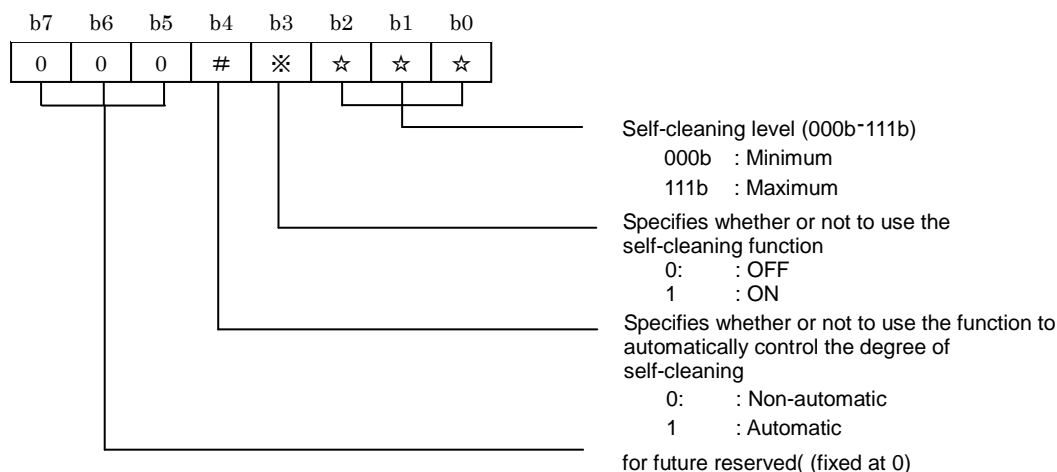 b7 b6 b5 b4 b3 b2 b1 b0
0 0 0 # ※ ☆ ☆ ☆
Self-cleaning level (000b-111b)
000b : Minimum
111b : Maximum
Specifies whether or not to use the
self-cleaning function
0: : OFF
1 : ON
Specifies whether or not to use the function to
automatically control the degree of
self-cleaning
0: : Non-automatic
1 : Automatic
for future reserved( (fixed at 0)